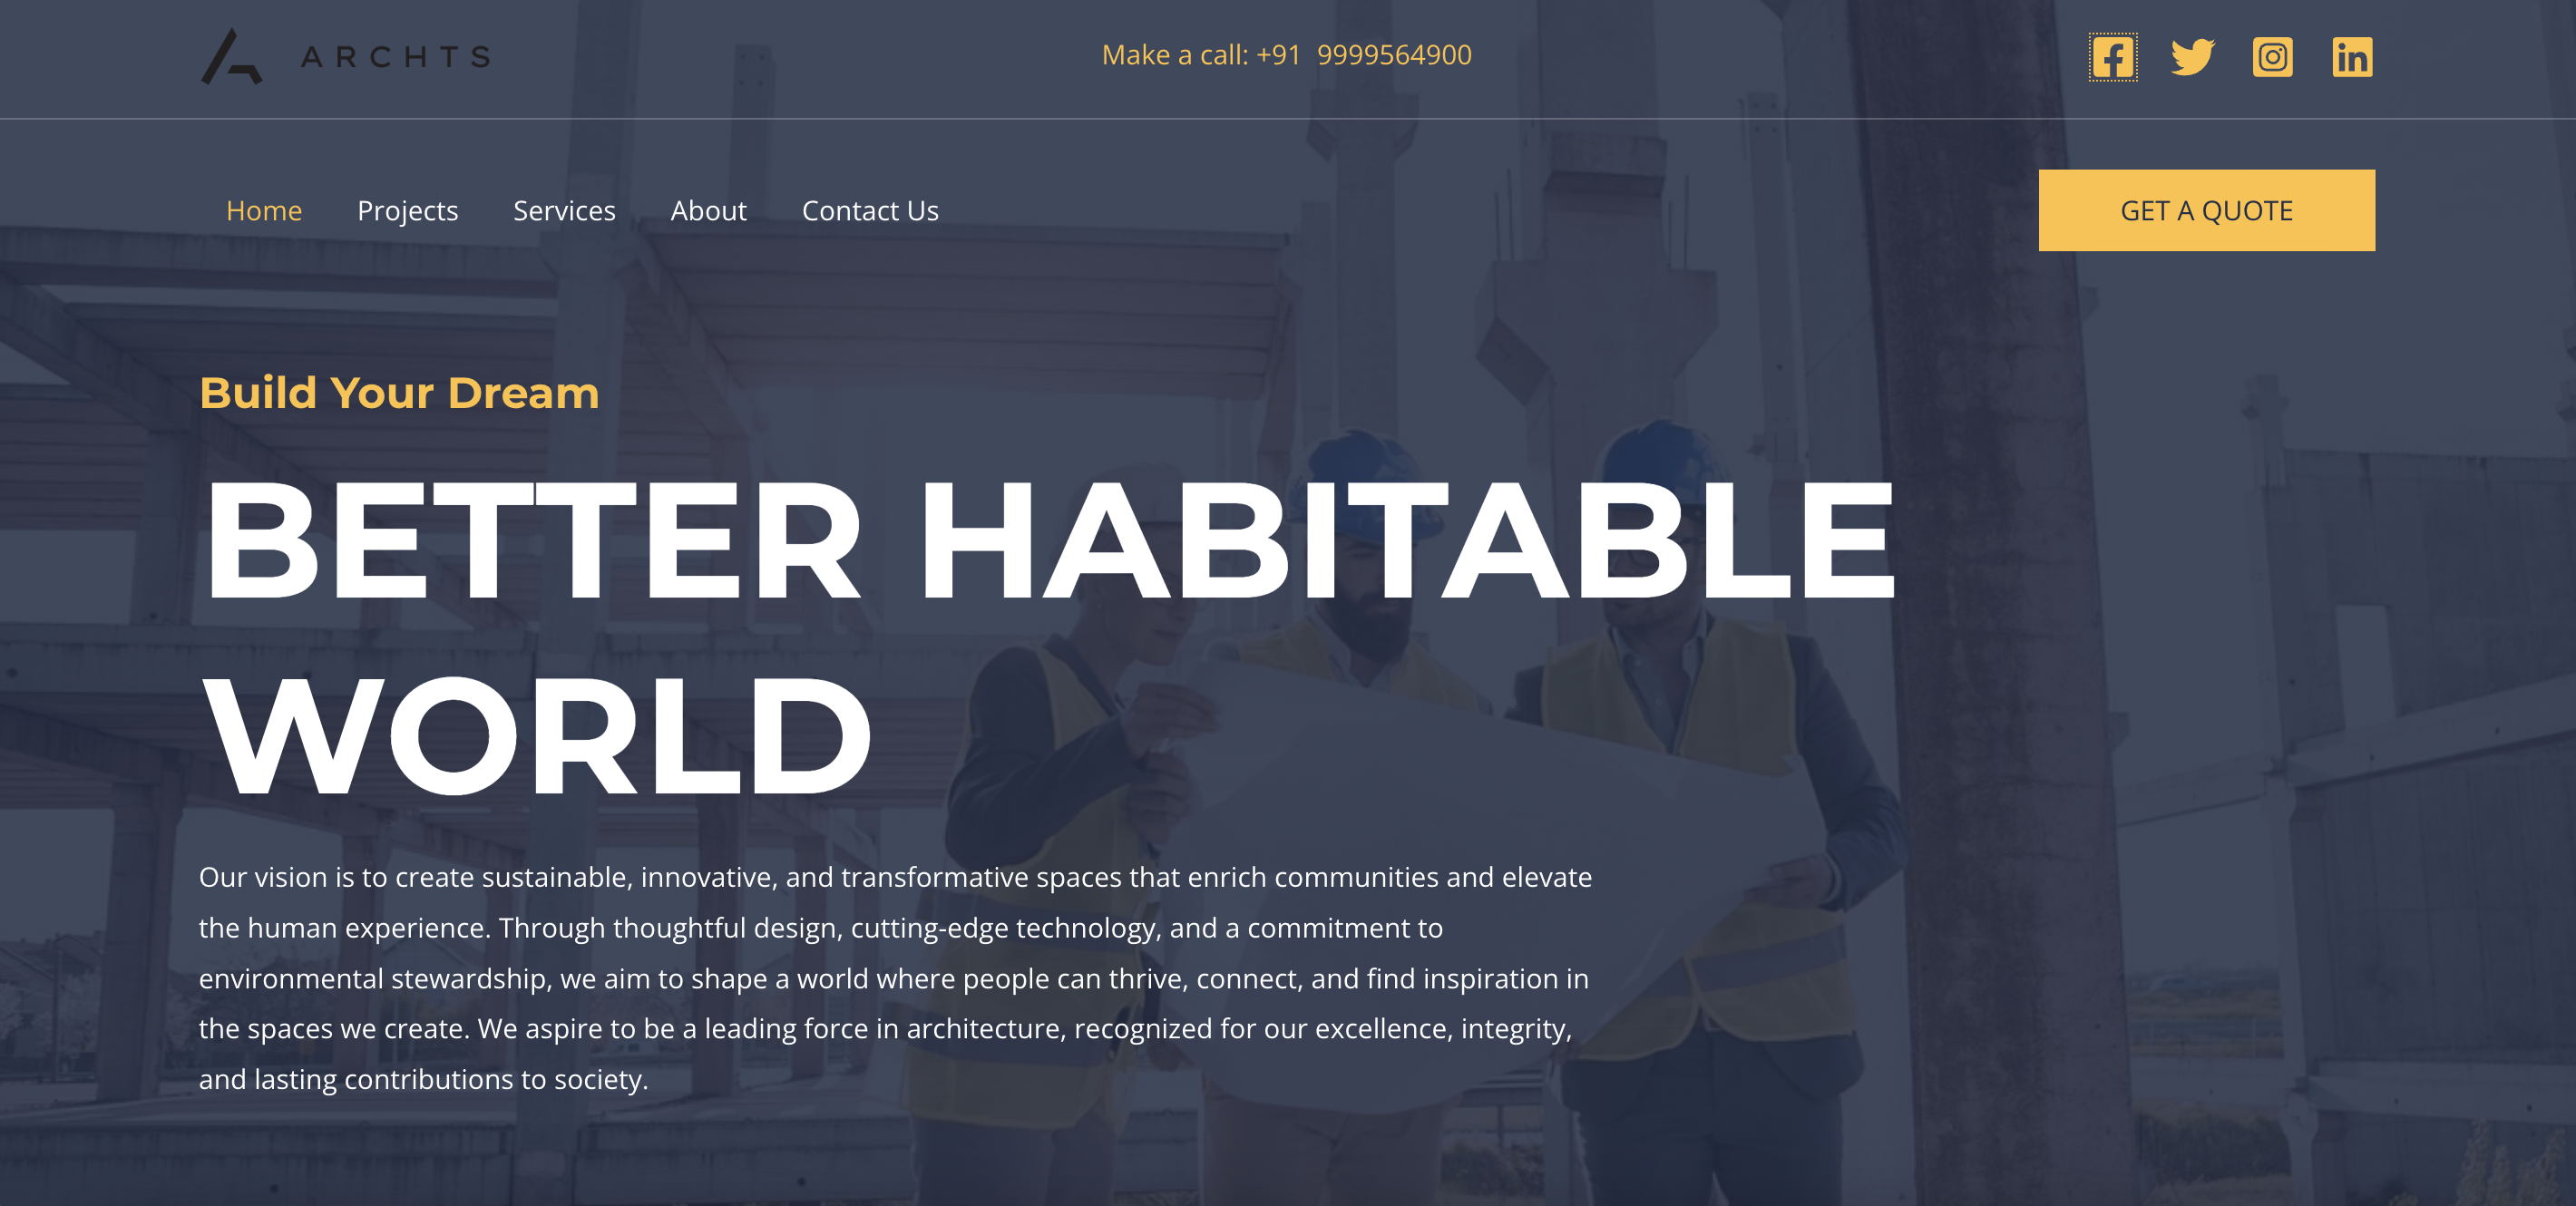 ARCHTS
Make a call: +91  9999564900
Home Projects Services About Contact Us
GET A QUOTE
Build Your Dream
BETTER HABITABLE
WORLD
Our vision is to create sustainable, innovative, and transformative spaces that enrich communities and elevate
the human experience. Through thoughtful design, cutting-edge technology, and a commitment to
environmental stewardship, we aim to shape a world where people can thrive, connect, and find inspiration in
the spaces we create. We aspire to be a leading force in architecture, recognized for our excellence, integrity,
and lasting contributions to society.